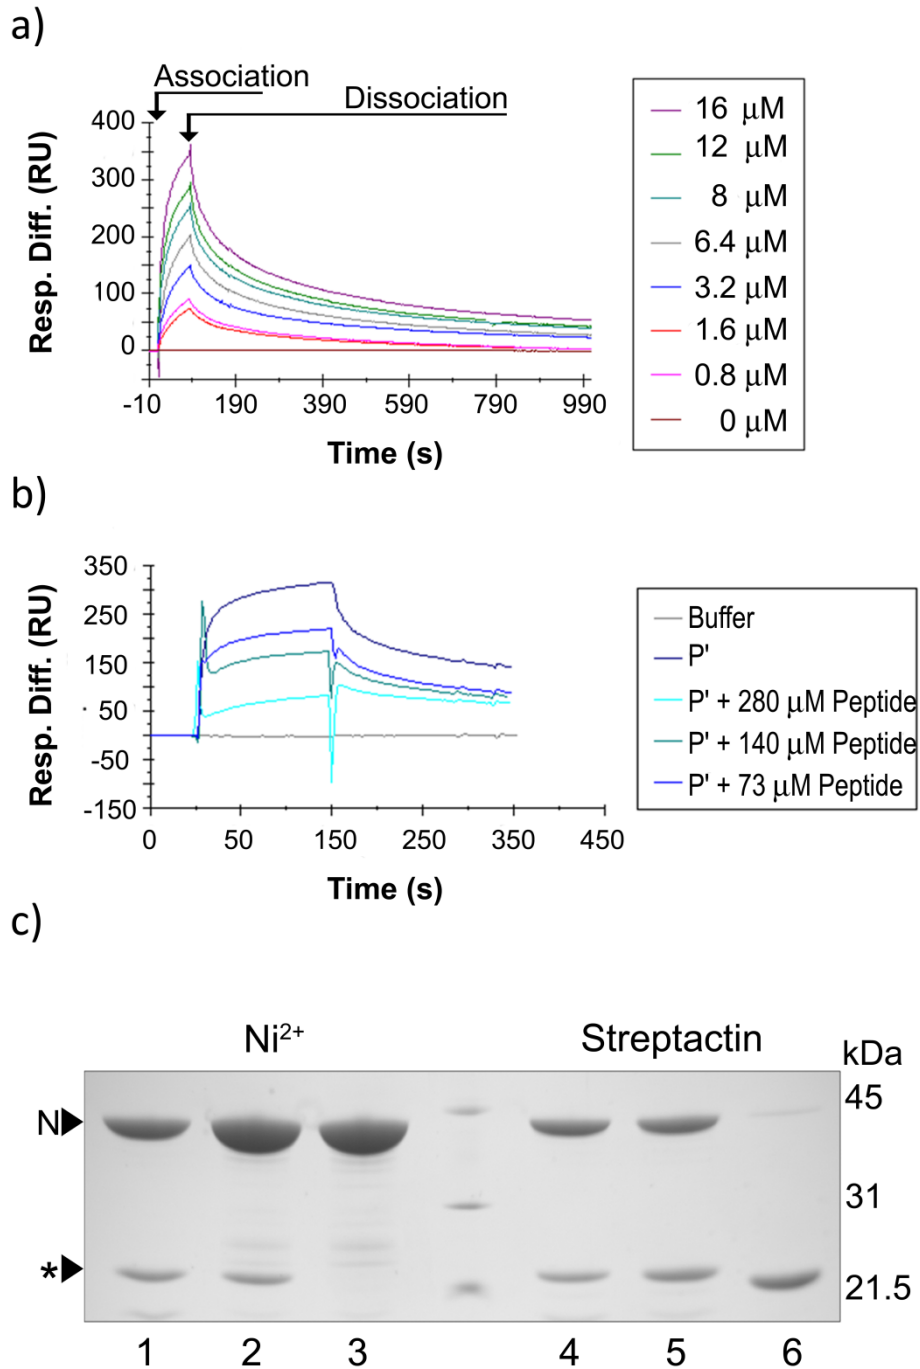 a)
Association
Dissociation
400
300
200
100
0
Resp. Diff. (RU)
-10 190 390 590 790 990
Time (s)
16 µM
12 µM
8 µM
6.4 µM
3.2 µM
1.6 µM
0.8 µM
0 µM
b)
350
250
150
50
-50
-150
Resp. Diff. (RU)
0 50 150 250 350 450
Time (s)
Buffer
P'
P' + 280 µM Peptide
P' + 140 µM Peptide
P' + 73 µM Peptide
c)
Ni²⁺ Streptactin
kDa
45
31
21.5
N
*
1 2 3 4 5 6